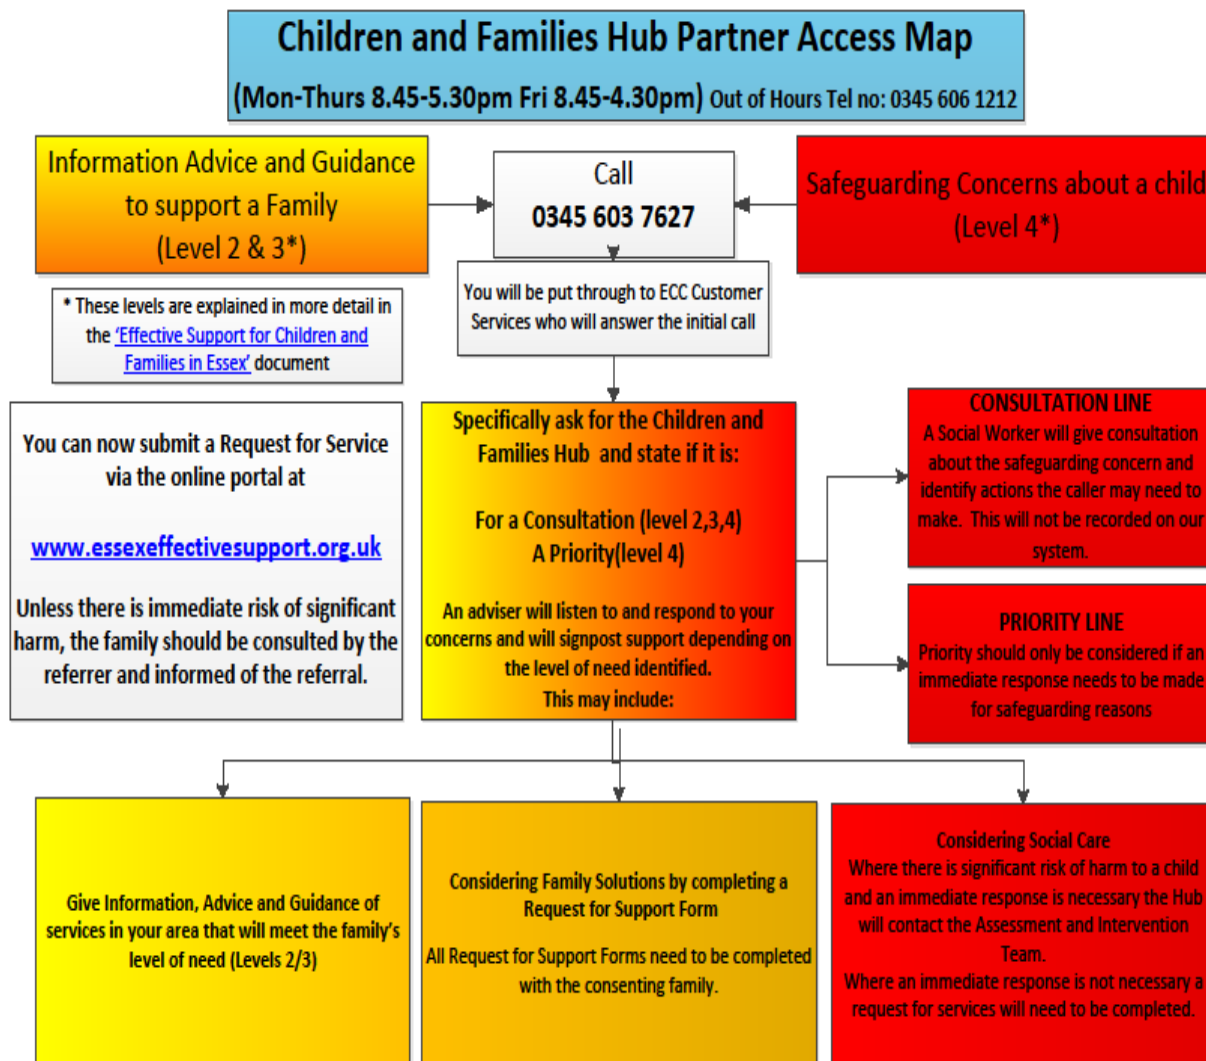 Children and Families Hub Partner Access Map
(Mon-Thurs 8.45-5.30pm Fri 8.45-4.30pm) Out of Hours Tel no: 0345 606 1212
Information Advice and Guidance
to support a Family
(Level 2 & 3*)
Call
0345 603 7627
Safeguarding Concerns about a child
(Level 4*)
* These levels are explained in more detail in
the ‘Effective Support for Children and
Families in Essex’ document
You will be put through to ECC Customer
Services who will answer the initial call
You can now submit a Request for Service
via the online portal at
www.essexeffectivesupport.org.uk
Unless there is immediate risk of significant
harm, the family should be consulted by the
referrer and informed of the referral.
Specifically ask for the Children and
Families Hub and state if it is:
For a Consultation (level 2,3,4)
A Priority(level 4)
An adviser will listen to and respond to your
concerns and will signpost support depending on
the level of need identified.
This may include:
CONSULTATION LINE
A Social Worker will give consultation
about the safeguarding concern and
identify actions the caller may need to
make. This will not be recorded on our
system.
PRIORITY LINE
Priority should only be considered if an
immediate response needs to be made
for safeguarding reasons
Give Information, Advice and Guidance of
services in your area that will meet the family’s
level of need (Levels 2/3)
Considering Family Solutions by completing a
Request for Support Form
All Request for Support Forms need to be completed
with the consenting family.
Considering Social Care
Where there is significant risk of harm to a child
and an immediate response is necessary the Hub
will contact the Assessment and Intervention
Team.
Where an immediate response is not necessary a
request for services will need to be completed.